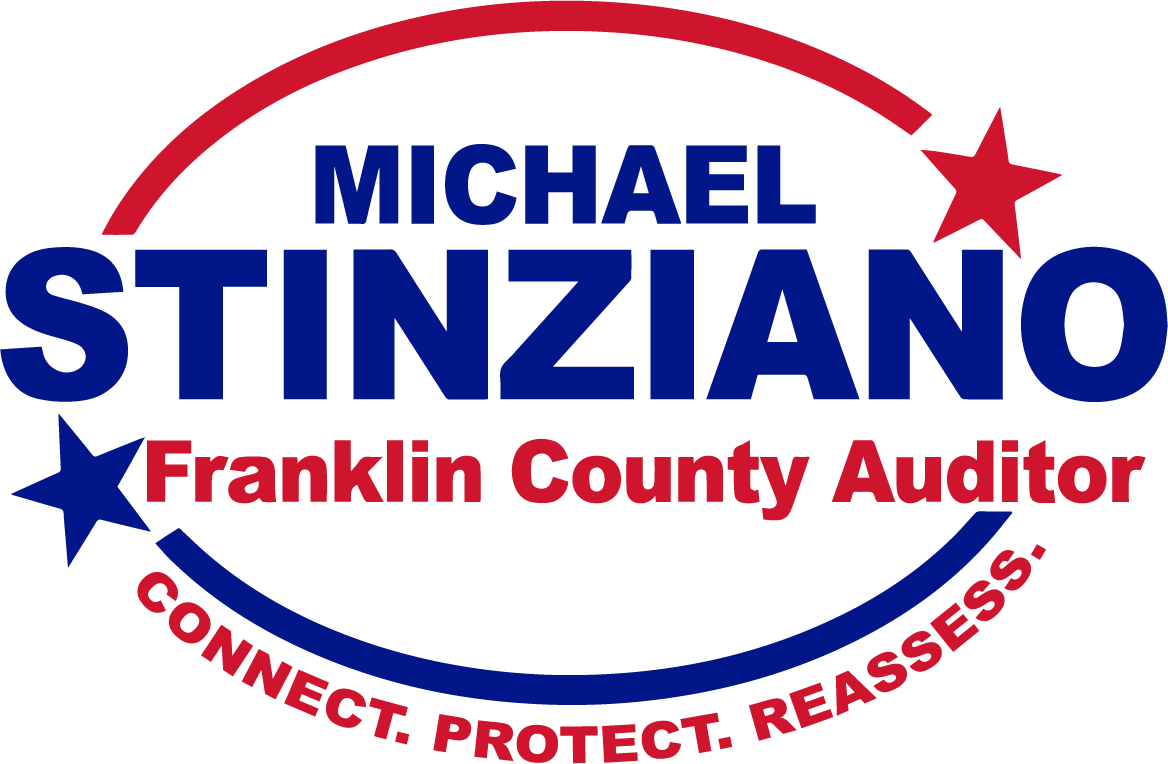 MICHAEL
STINZIANO
Franklin County Auditor
CONNECT. PROTECT. REASSESS.